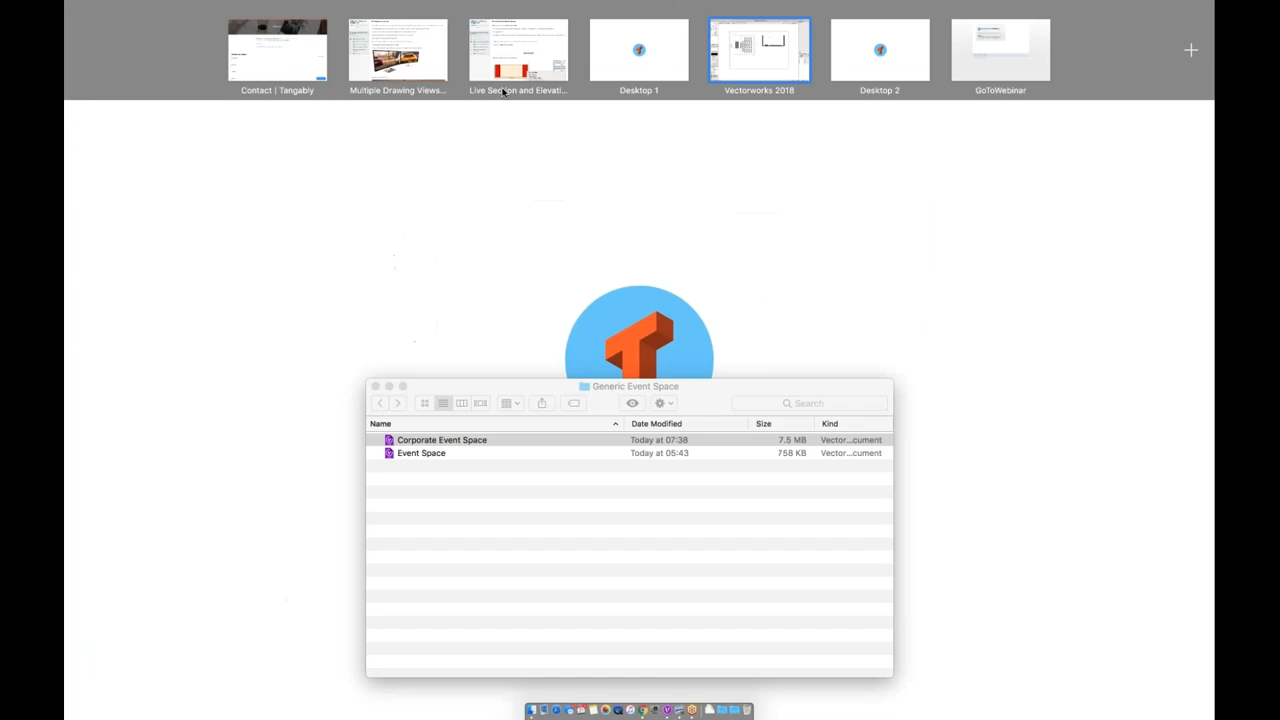 Contact | Tangably
Multiple Drawing Views...
Live Section and Elevati...
Desktop 1
Vectorworks 2018
Desktop 2
GoToWebinar
Generic Event Space
Search
Name Date Modified Size Kind
Corporate Event Space Today at 07:38 7.5 MB Vector...cument
Event Space Today at 05:43 758 KB Vector...cument